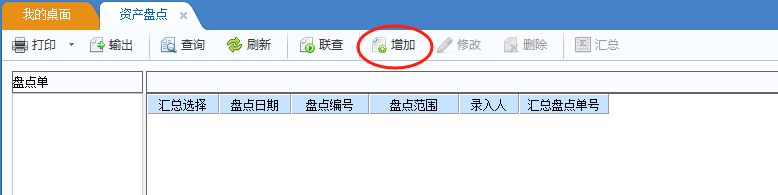 我的桌面 资产盘点
打印 输出 查询 刷新 联查 增加 修改 删除 汇总
盘点单
汇总选择 盘点日期 盘点编号 盘点范围 录入人 汇总盘点单号